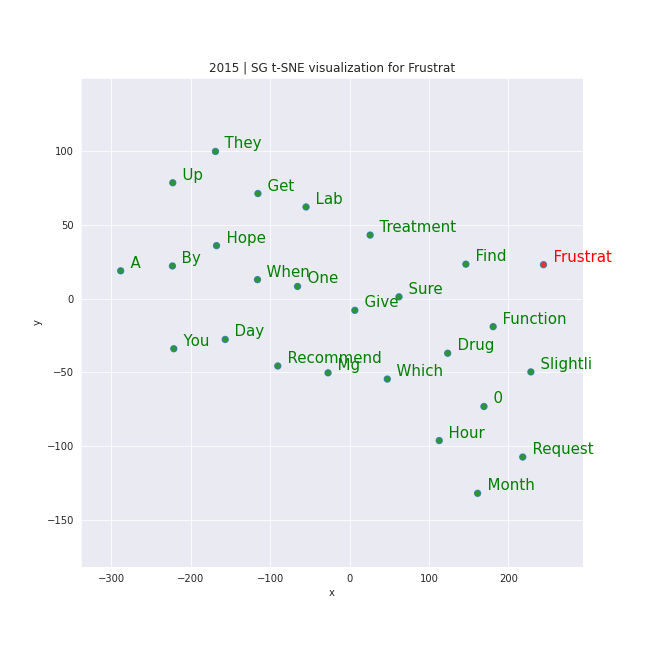 2015 | SG t-SNE visualization for Frustrat
They
Up
Get
Lab
Treatment
Hope
By
A
When
One
Find
Frustrat
Sure
Give
Function
You
Day
Recommend
Mg
Which
Drug
Slightli
0
Hour
Request
Month
100
50
0
−50
−100
−150
y
−300 −200 −100 0 100 200
x